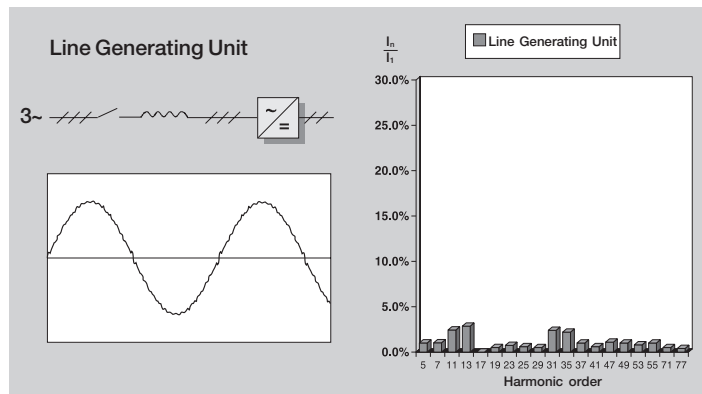 Line Generating Unit
3~
~
=
Iₙ
I₁
Line Generating Unit
30.0%
25.0%
20.0%
15.0%
10.0%
5.0%
0.0%
5 7 11 13 17 19 23 25 29 31 35 37 41 47 49 53 55 71 77
Harmonic order